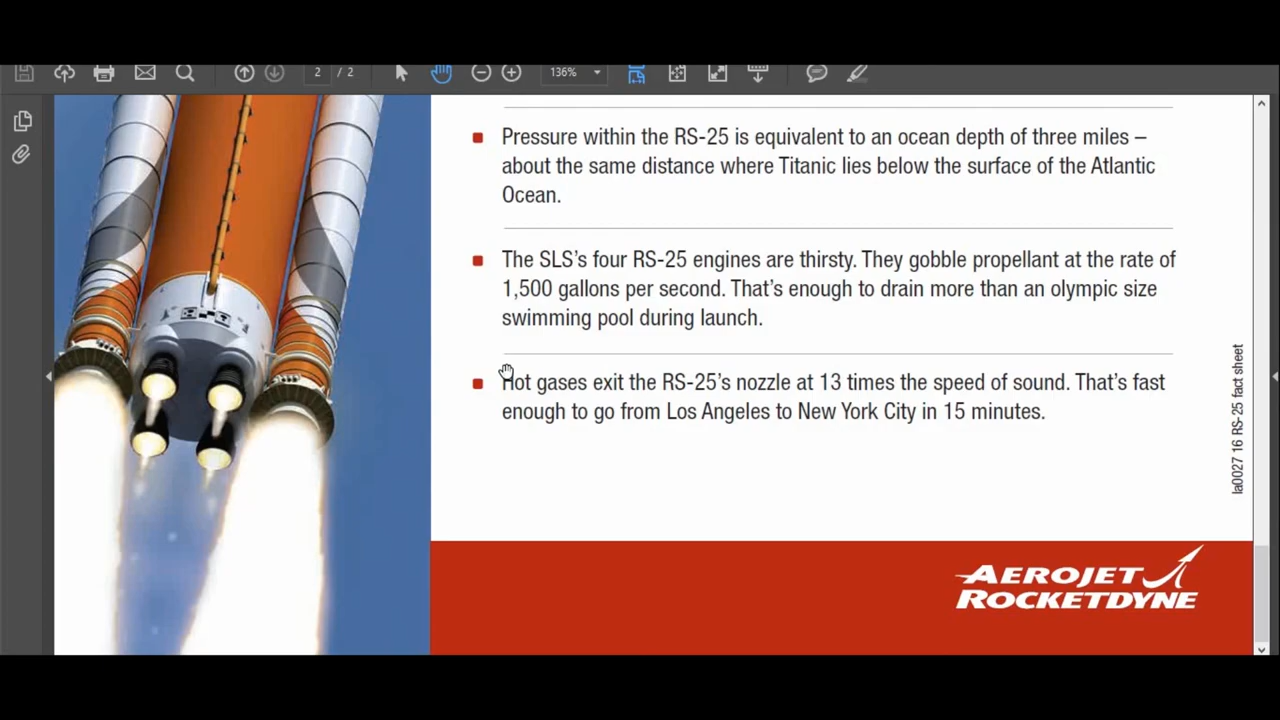 2 / 2
136%
Pressure within the RS-25 is equivalent to an ocean depth of three miles –
about the same distance where Titanic lies below the surface of the Atlantic
Ocean.
The SLS’s four RS-25 engines are thirsty. They gobble propellant at the rate of
1,500 gallons per second. That’s enough to drain more than an olympic size
swimming pool during launch.
Hot gases exit the RS-25’s nozzle at 13 times the speed of sound. That’s fast
enough to go from Los Angeles to New York City in 15 minutes.
la0027 16 RS-25 fact sheet
AEROJET
ROCKETDYNE